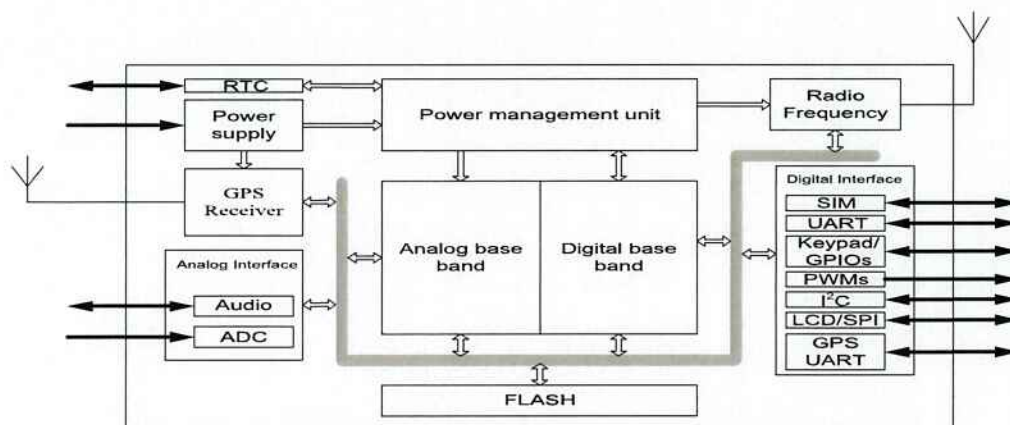 RTC
Power
supply
Power management unit
Radio
Frequency
GPS
Receiver
Analog base
band
Digital base
band
Digital Interface
SIM
UART
Keypad/
GPIOs
PWMs
I²C
LCD/SPI
GPS
UART
Analog Interface
Audio
ADC
FLASH